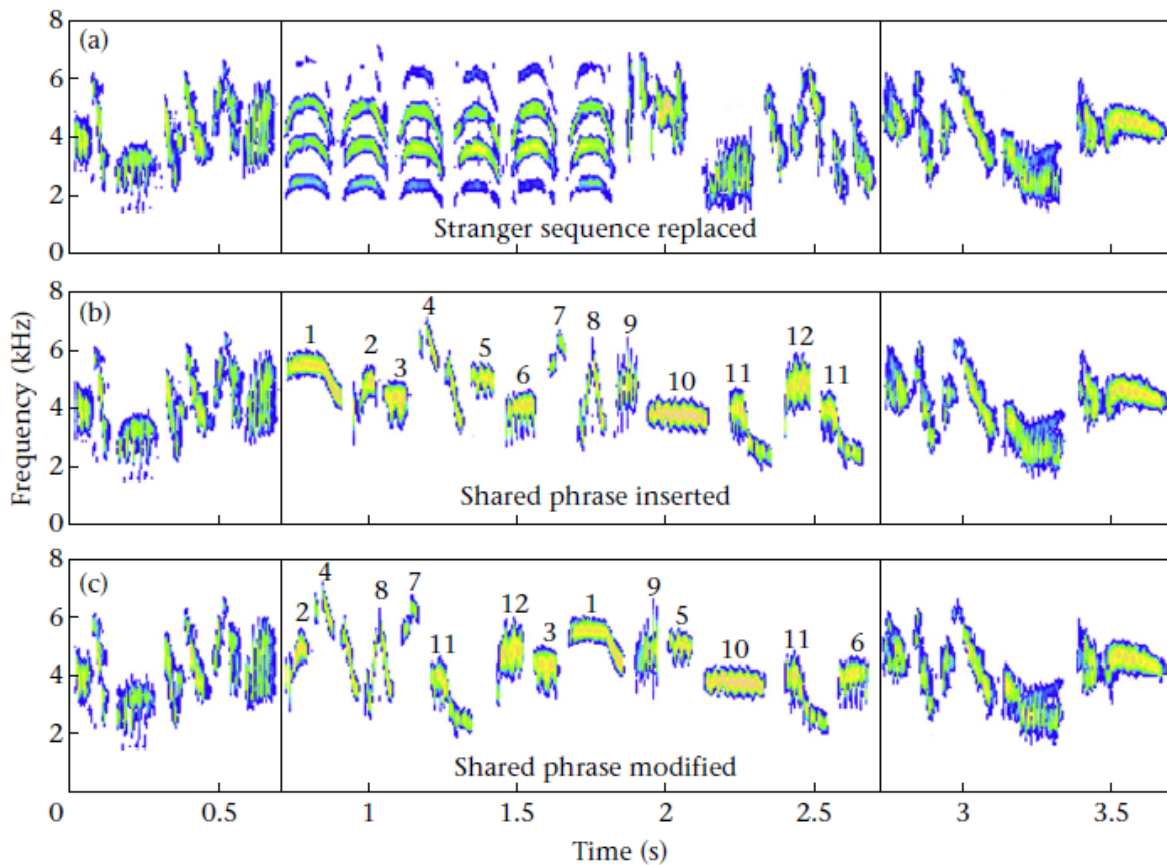 8
(a)
6
4
2
Stranger sequence replaced
0
8
(b)
1 2 3 4 5 6 7 8 9 10 11 12 11
6
4
2
Shared phrase inserted
0
Frequency (kHz)
8
(c)
2 4 8 7 11 12 3 1 9 5 10 11 6
6
4
2
Shared phrase modified
0 0.5 1 1.5 2 2.5 3 3.5
Time (s)